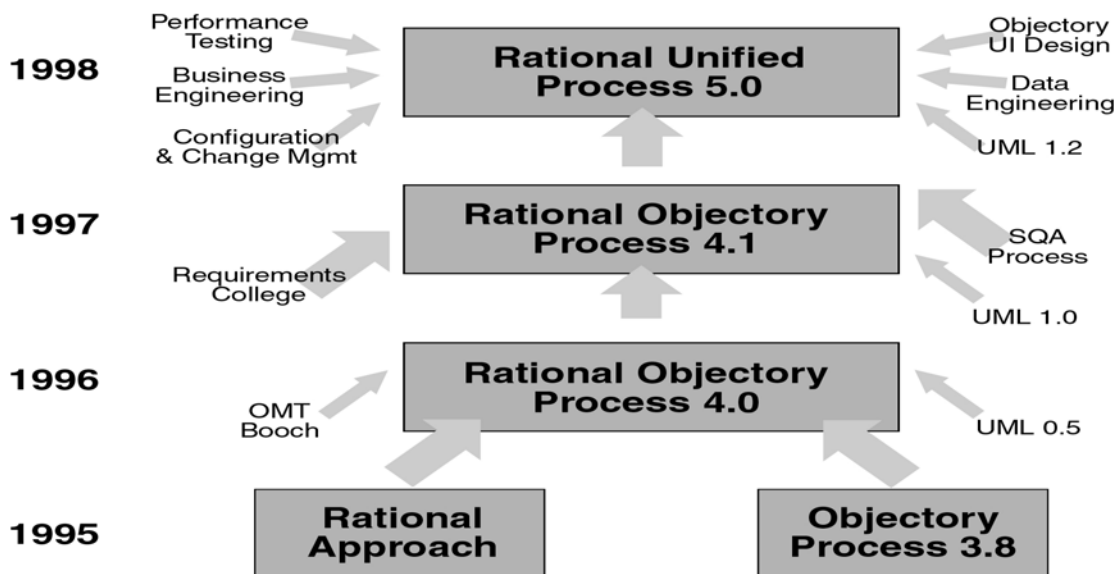 Performance
Testing
Objectory
UI Design
1998
Rational Unified
Process 5.0
Business
Engineering
Data
Engineering
Configuration
& Change Mgmt
UML 1.2
1997
Rational Objectory
Process 4.1
SQA
Process
Requirements
College
UML 1.0
1996
Rational Objectory
Process 4.0
OMT
Booch
UML 0.5
1995
Rational
Approach
Objectory
Process 3.8